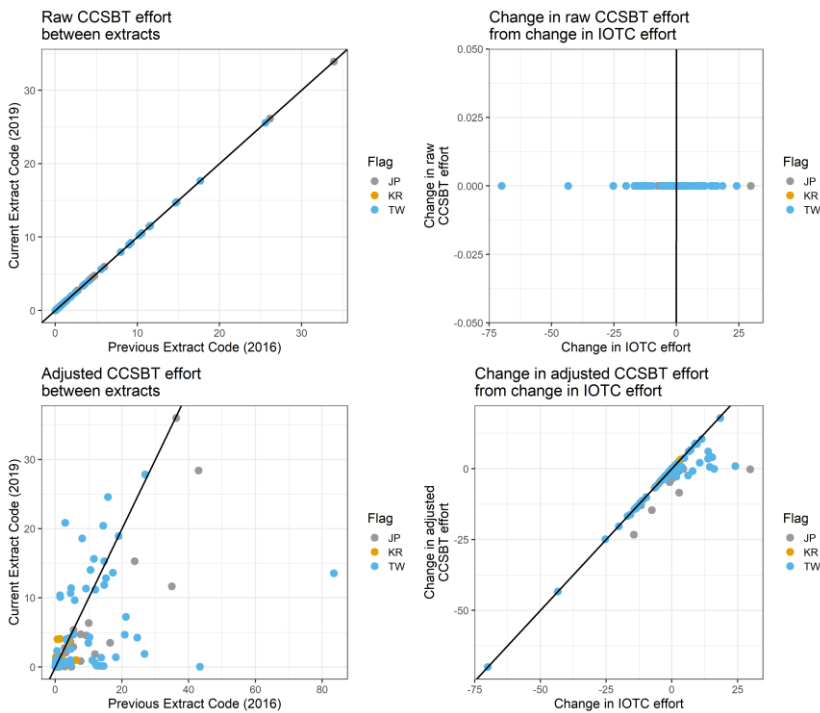 Raw CCSBT effort
between extracts
Current Extract Code (2019)
30
20
10
0
0
10
20
30
Previous Extract Code (2016)
Flag
JP
KR
TW
Change in raw CCSBT effort
from change in IOTC effort
Change in raw
CCSBT effort
0.050
0.025
0.000
-0.025
-0.050
-75
-50
-25
0
25
Change in IOTC effort
Flag
JP
KR
TW
Adjusted CCSBT effort
between extracts
Current Extract Code (2019)
30
20
10
0
0
20
40
60
80
Previous Extract Code (2016)
Flag
JP
KR
TW
Change in adjusted CCSBT effort
from change in IOTC effort
Change in adjusted
CCSBT effort
0
-25
-50
-75
-50
-25
0
25
Change in IOTC effort
Flag
JP
KR
TW